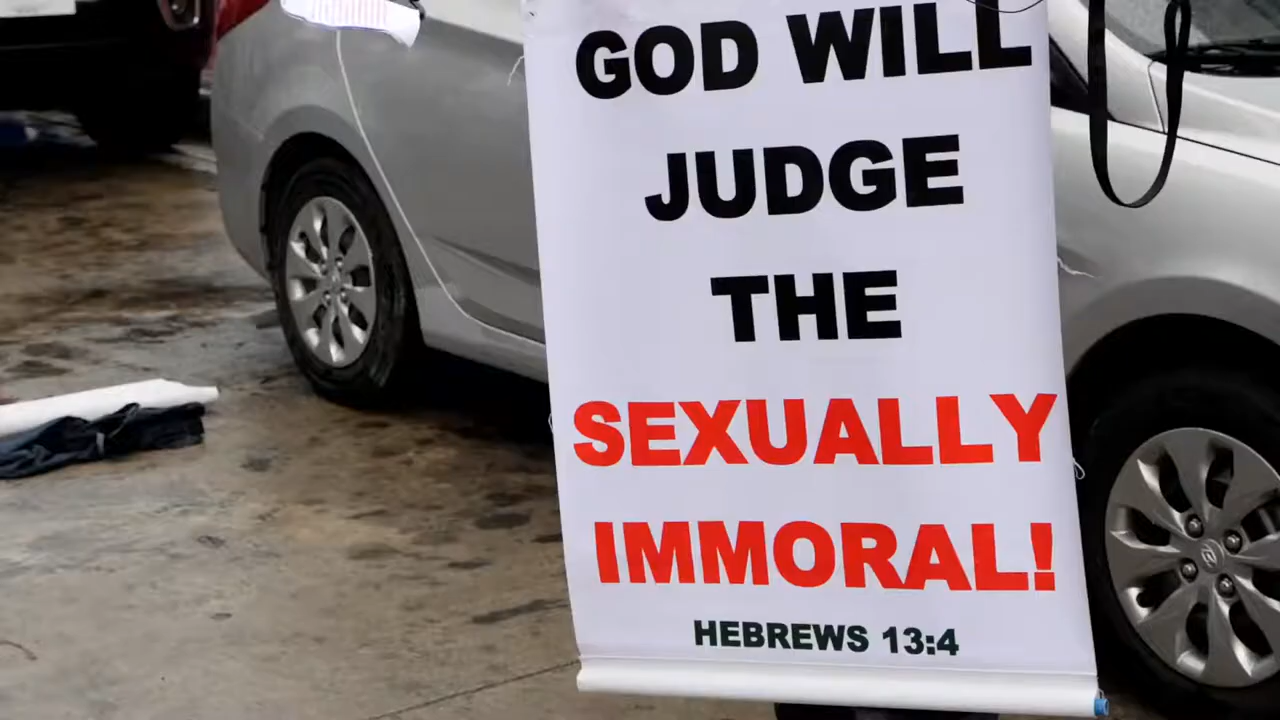 GOD WILL
JUDGE
THE
SEXUALLY
IMMORAL!
HEBREWS 13:4